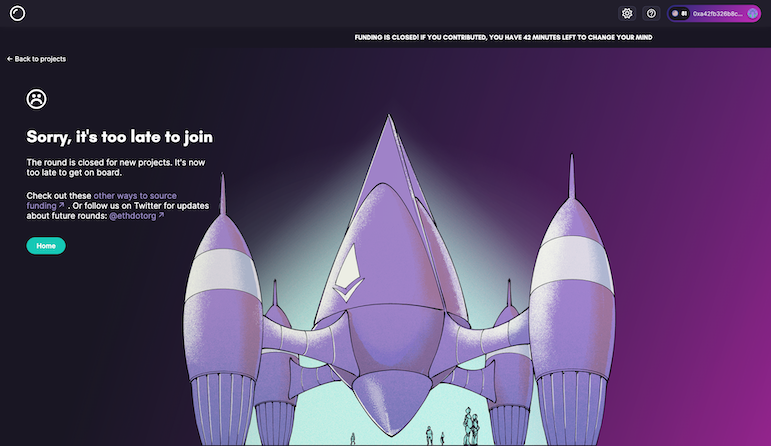 0xa42fb326b8c...
FUNDING IS CLOSED! IF YOU CONTRIBUTED, YOU HAVE 42 MINUTES LEFT TO CHANGE YOUR MIND
← Back to projects
Sorry, it's too late to join
The round is closed for new projects. It's now
too late to get on board.
Check out these other ways to source
funding ↗ . Or follow us on Twitter for updates
about future rounds: @ethdotorg ↗
Home